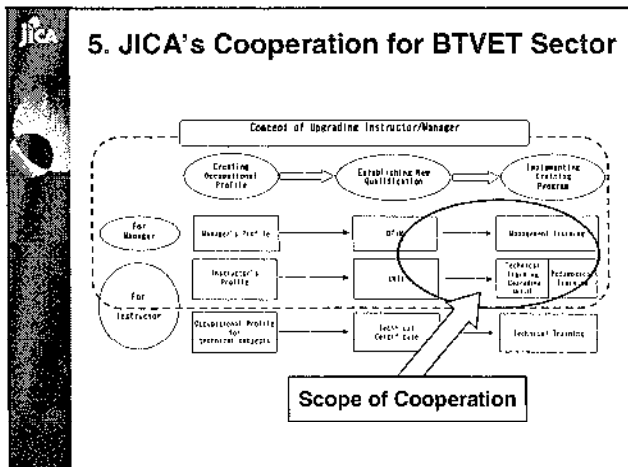 jica
5. JICA's Cooperation for BTVET Sector
Concept of Upgrading Instructor/Manager
Creating
Occupational
Profile
Establishing New
Qualification
Implementing
Training
Program
For
Manager
Manager's Profile
Management Training
For
Instructor
Instructor's
Profile
Technical
Training
Training
Occupational Profile
for
technical subjects
Technical
Certificate
Technical Training
Scope of Cooperation